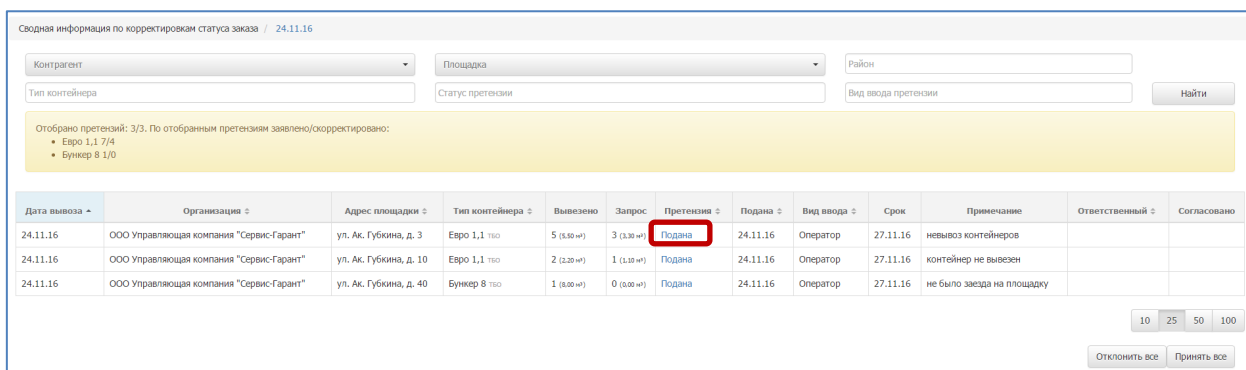 Сводная информация по корректировкам статуса заказа / 24.11.16
Контрагент Площадка Район
Тип контейнера Статус претензии Вид ввода претензии Найти
Отобрано претензий: 3/3. По отобранным претензиям заявлено/скорректировано:
• Евро 1,1 7/4
• Бункер 8 1/0
Дата вывоза Организация Адрес площадки Тип контейнера Вывезено Запрос Претензия Подана Вид ввода Срок Примечание Ответственный Согласовано
24.11.16 ООО Управляющая компания "Сервис-Гарант" ул. Ак. Губкина, д. 3 Евро 1,1 ТБО 5 (5,50 м³) 3 (3,30 м³) Подана 24.11.16 Оператор 27.11.16 невывоз контейнеров
24.11.16 ООО Управляющая компания "Сервис-Гарант" ул. Ак. Губкина, д. 10 Евро 1,1 ТБО 2 (2,20 м³) 1 (1,10 м³) Подана 24.11.16 Оператор 27.11.16 контейнер не вывезен
24.11.16 ООО Управляющая компания "Сервис-Гарант" ул. Ак. Губкина, д. 40 Бункер 8 ТБО 1 (8,00 м³) 0 (0,00 м³) Подана 24.11.16 Оператор 27.11.16 не было заезда на площадку
10 25 50 100
Отклонить все Принять все